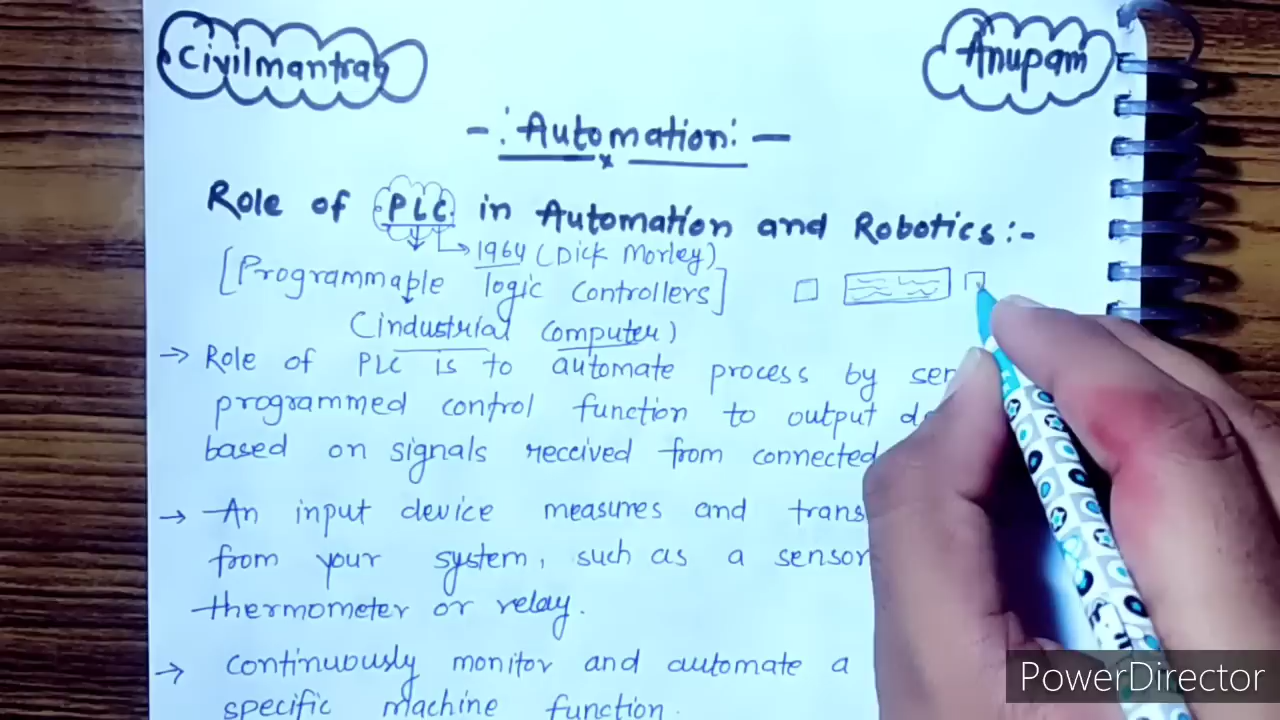 Civilmantra
Anupam
-: Automation: -
Role of PLC in Automation and Robotics:-
1964 (Dick Morley)
[Programmable logic Controllers]
(industrial computer)
→ Role of PLC is to automate process by
programmed control function to output
based on signals received from connected
→ An input device measures and
from your system, such as a sensor
thermometer or relay.
→ Continuously monitor and automate a
specific machine function.
PowerDirector